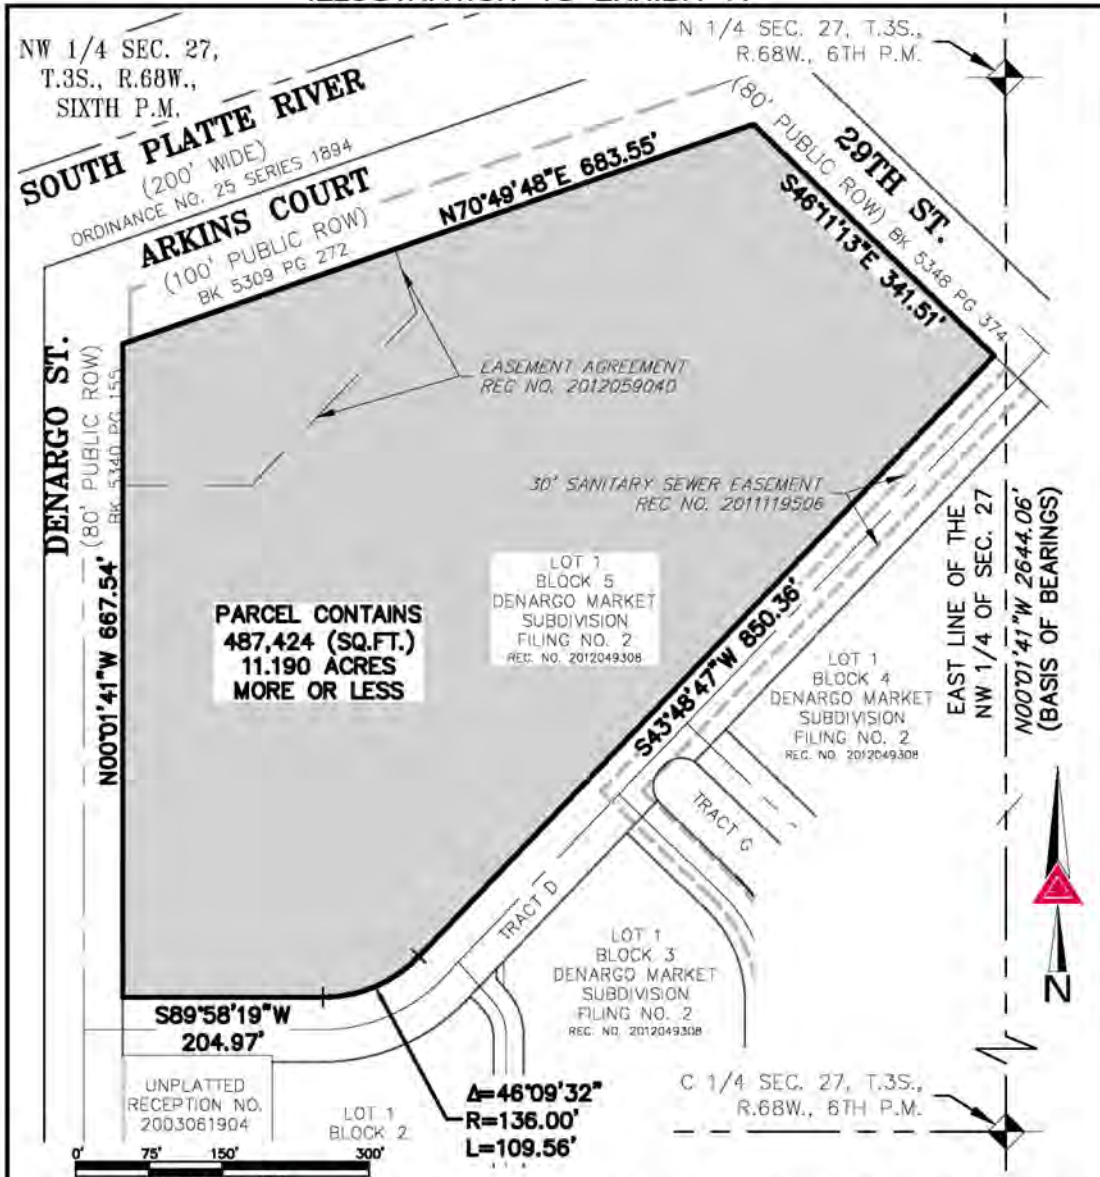 NW 1/4 SEC. 27,
T.3S., R.68W.,
SIXTH P.M.
N 1/4 SEC. 27, T.3S.,
R.68W., 6TH P.M.
SOUTH PLATTE RIVER
(200' WIDE)
ORDINANCE NO. 25 SERIES 1894
ARKINS COURT
(100' PUBLIC ROW)
BK 5309 PG 272
N70°49'48"E 683.55'
29TH ST.
(80' PUBLIC ROW) BK 5348 PG 374
S46°11'13"E 341.51'
DENARGO ST.
(80' PUBLIC ROW)
BK 5340 PG 155
N00°01'41"W 667.54'
EASEMENT AGREEMENT
REC NO. 2012059040
30' SANITARY SEWER EASEMENT
REC NO. 2011119506
LOT 1
BLOCK 5
DENARGO MARKET
SUBDIVISION
FILING NO. 2
REC. NO. 2012049308
PARCEL CONTAINS
487,424 (SQ.FT.)
11.190 ACRES
MORE OR LESS
S43°48'47"W 850.36'
LOT 1
BLOCK 4
DENARGO MARKET
SUBDIVISION
FILING NO. 2
REC. NO. 2012049308
EAST LINE OF THE
NW 1/4 OF SEC. 27
N00°01'41"W 2644.06'
(BASIS OF BEARINGS)
TRACT G
TRACT D
LOT 1
BLOCK 3
DENARGO MARKET
SUBDIVISION
FILING NO. 2
REC. NO. 2012049308
N
S89°58'19"W
204.97'
UNPLATTED
RECEPTION NO.
2003061904
LOT 1
BLOCK 2
Δ=46°09'32"
R=136.00'
L=109.56'
C 1/4 SEC. 27, T.3S.,
R.68W., 6TH P.M.
0' 75' 150' 300'